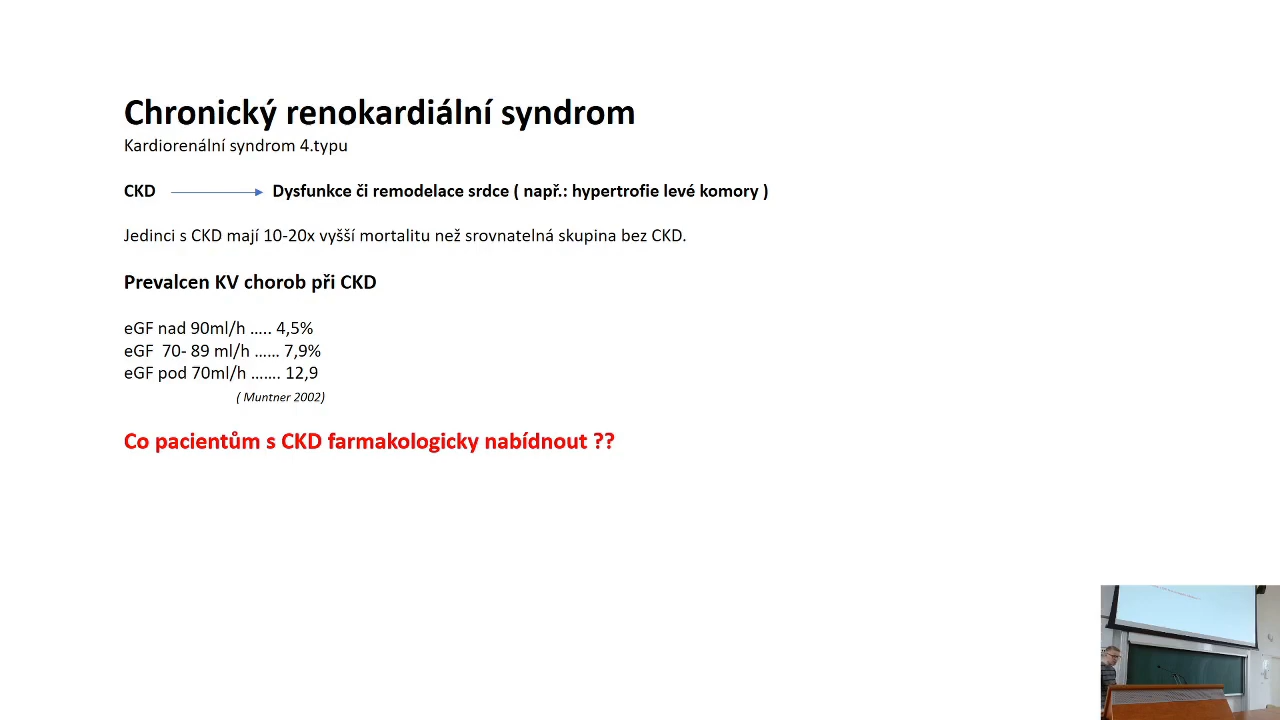 Chronický renokardiální syndrom
Kardiorenální syndrom 4.typu
CKD Dysfunkce či remodelace srdce ( např.: hypertrofie levé komory )
Jedinci s CKD mají 10-20x vyšší mortalitu než srovnatelná skupina bez CKD.
Prevalcen KV chorob při CKD
eGF nad 90ml/h ..... 4,5%
eGF  70- 89 ml/h ...... 7,9%
eGF pod 70ml/h ....... 12,9
( Muntner 2002)
Co pacientům s CKD farmakologicky nabídnout ??